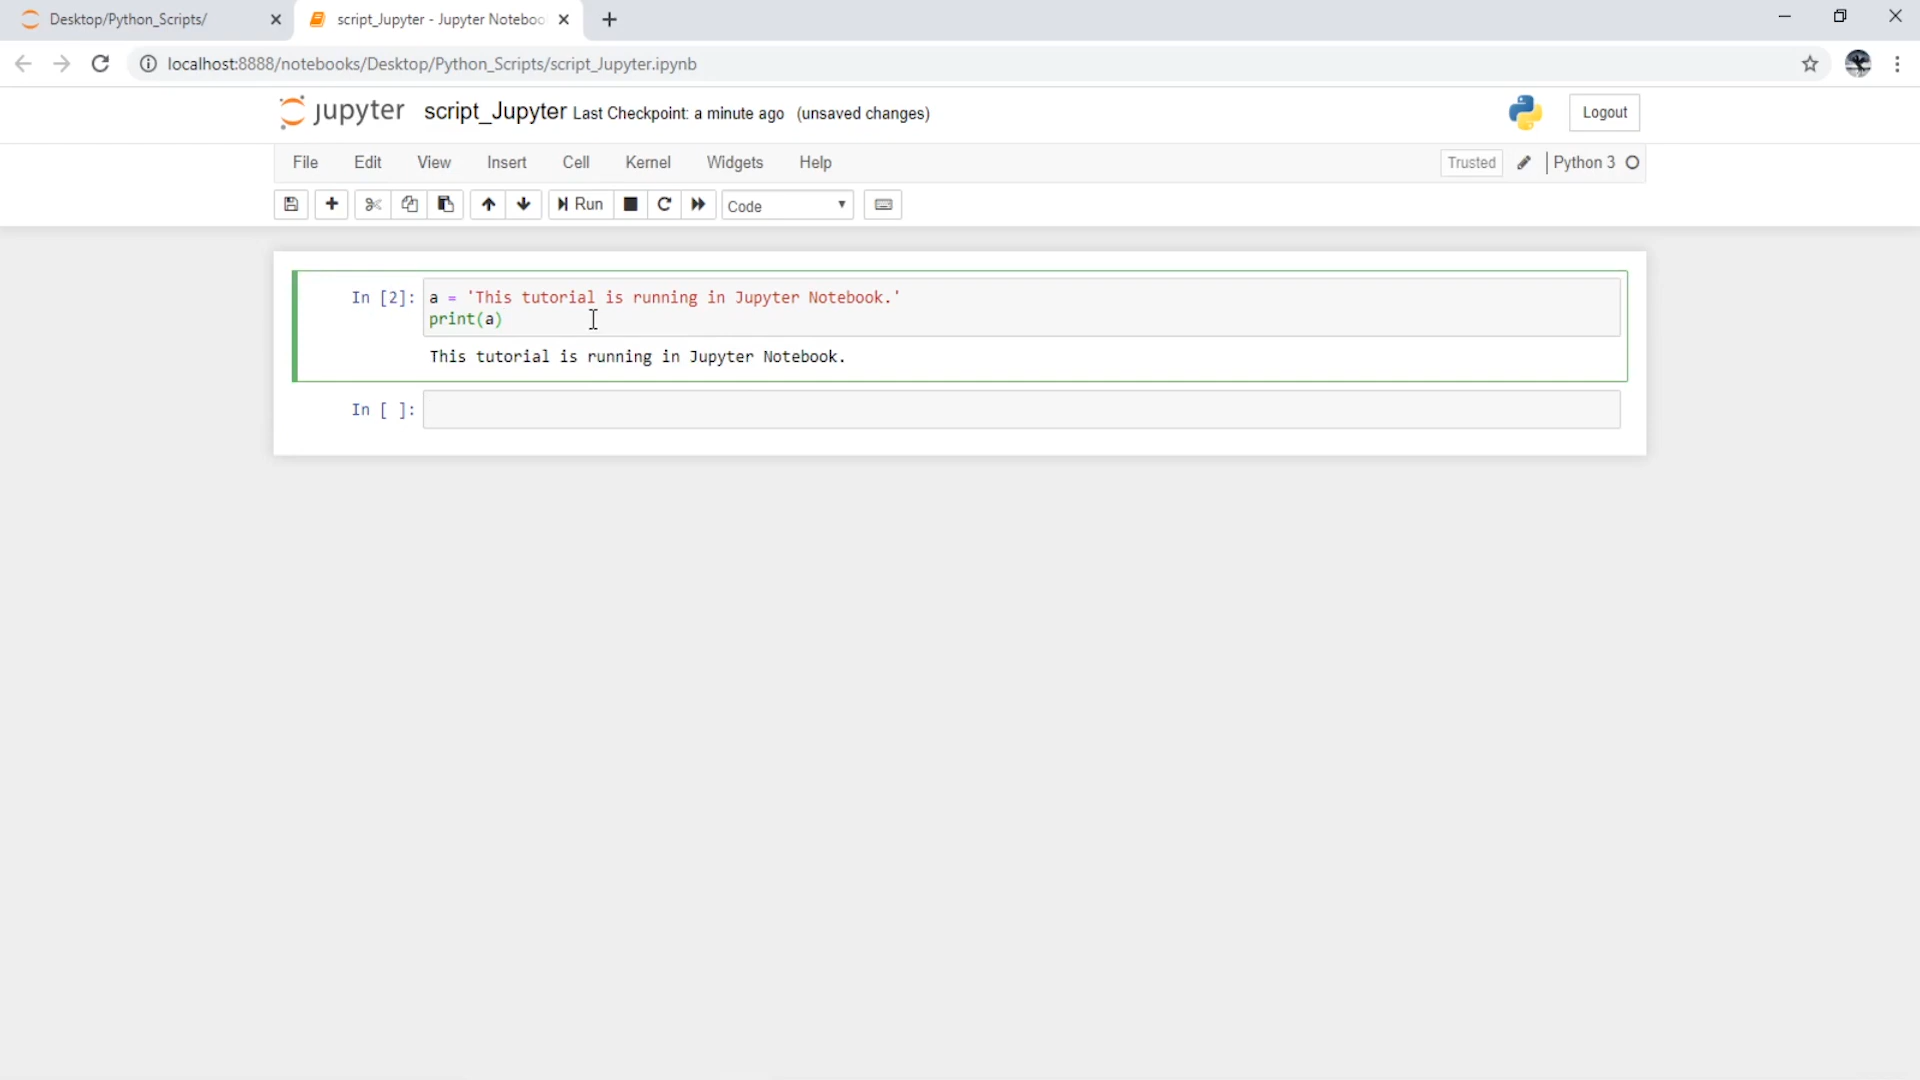 Desktop/Python_Scripts/
script_Jupyter - Jupyter Noteboo
localhost:8888/notebooks/Desktop/Python_Scripts/script_Jupyter.ipynb
jupyter script_Jupyter Last Checkpoint: a minute ago (unsaved changes)
Logout
File Edit View Insert Cell Kernel Widgets Help
Trusted
Python 3
Run
Code
In [2]: a = 'This tutorial is running in Jupyter Notebook.'
print(a)
This tutorial is running in Jupyter Notebook.
In [ ]: